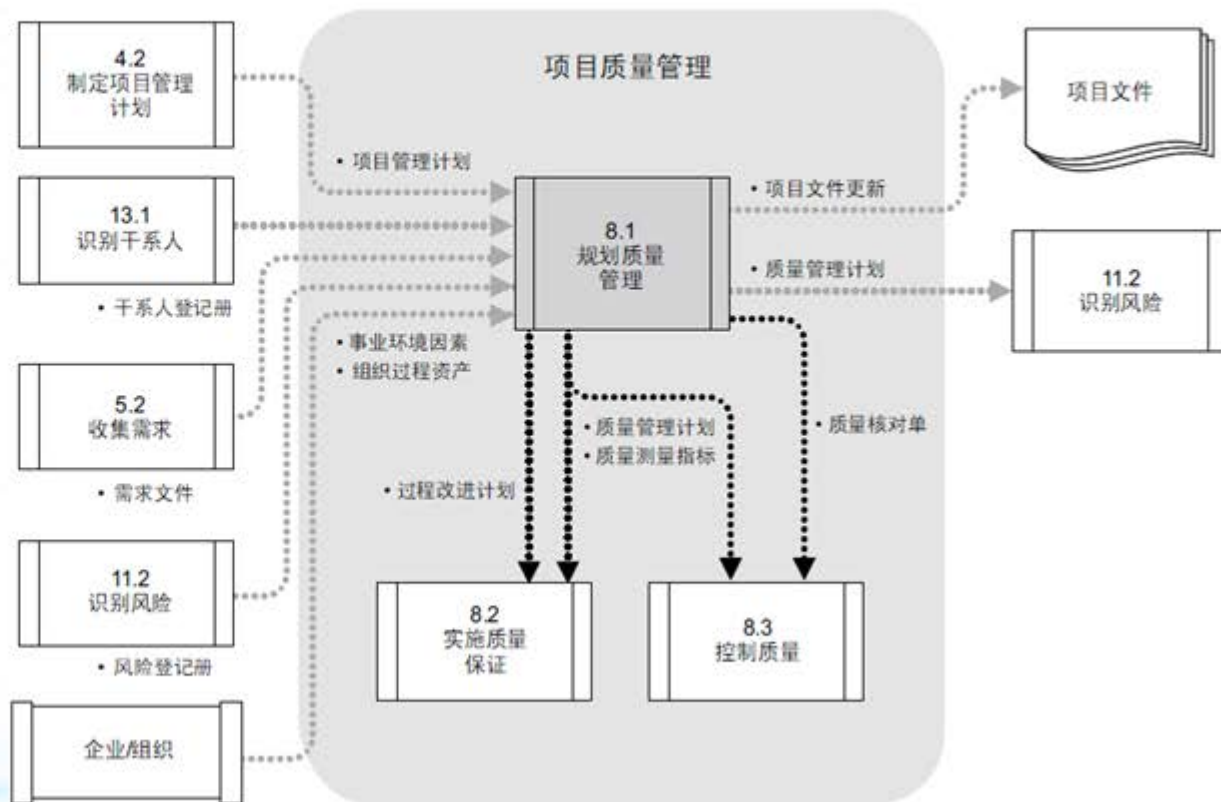 项目质量管理
4.2
制定项目管理
计划
• 项目管理计划
13.1
识别干系人
• 干系人登记册
• 事业环境因素
• 组织过程资产
5.2
收集需求
• 需求文件
11.2
识别风险
• 风险登记册
企业/组织
8.1
规划质量
管理
• 项目文件更新
项目文件
• 质量管理计划
11.2
识别风险
• 质量管理计划
• 质量测量指标
• 质量核对单
• 过程改进计划
8.2
实施质量
保证
8.3
控制质量